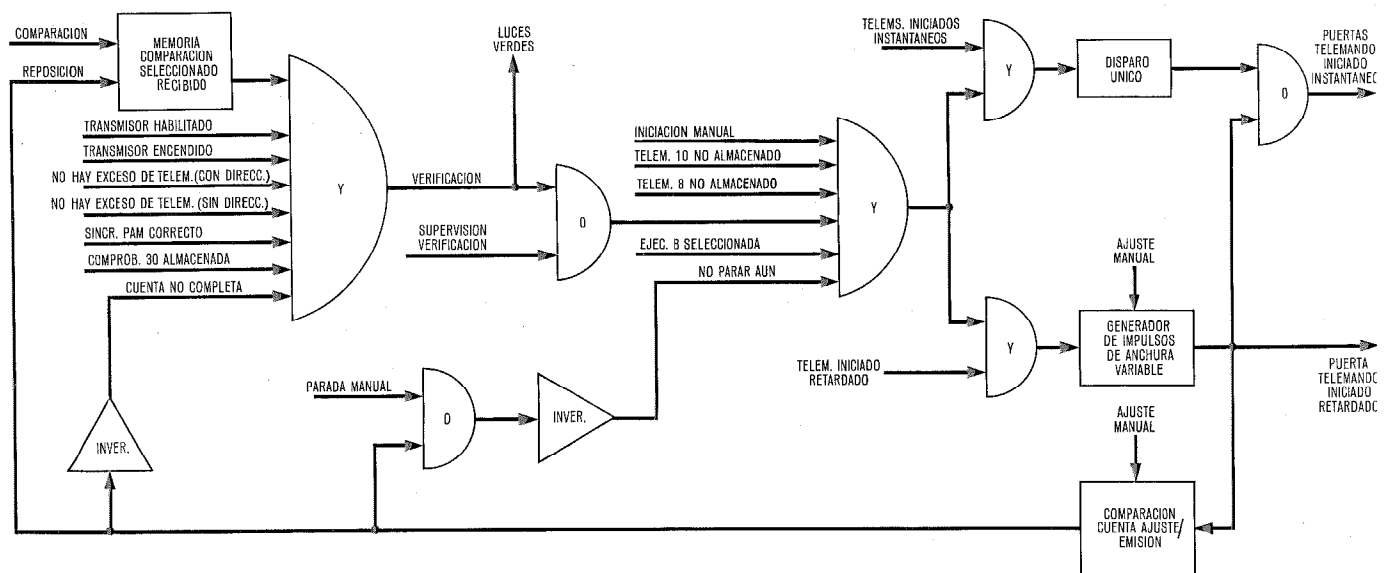 COMPARACION
REPOSICION
MEMORIA
COMPARACION
SELECCIONADO
RECIBIDO
TRANSMISOR HABILITADO
TRANSMISOR ENCENDIDO
NO HAY EXCESO DE TELEM.(CON DIRECC.)
NO HAY EXCESO DE TELEM. (SIN DIRECC.)
SINCR. PAM CORRECTO
COMPROB. 30 ALMACENADA
CUENTA NO COMPLETA
Y
INVER.
LUCES
VERDES
VERIFICACION
SUPERVISION
VERIFICACION
O
PARADA MANUAL
O
INVER.
INICIACION MANUAL
TELEM. 10 NO ALMACENADO
TELEM. 8 NO ALMACENADO
EJEC. B SELECCIONADA
NO PARAR AUN
Y
TELEMS. INICIADOS
INSTANTANEOS
Y
DISPARO
UNICO
O
PUERTAS
TELEMANDO
INICIADO
INSTANTANEO
TELEM. INICIADO
RETARDADO
Y
AJUSTE
MANUAL
GENERADOR
DE IMPULSOS
DE ANCHURA
VARIABLE
PUERTA
TELEMANDO
INICIADO
RETARDADO
AJUSTE
MANUAL
COMPARACION
CUENTA AJUSTE/
EMISION